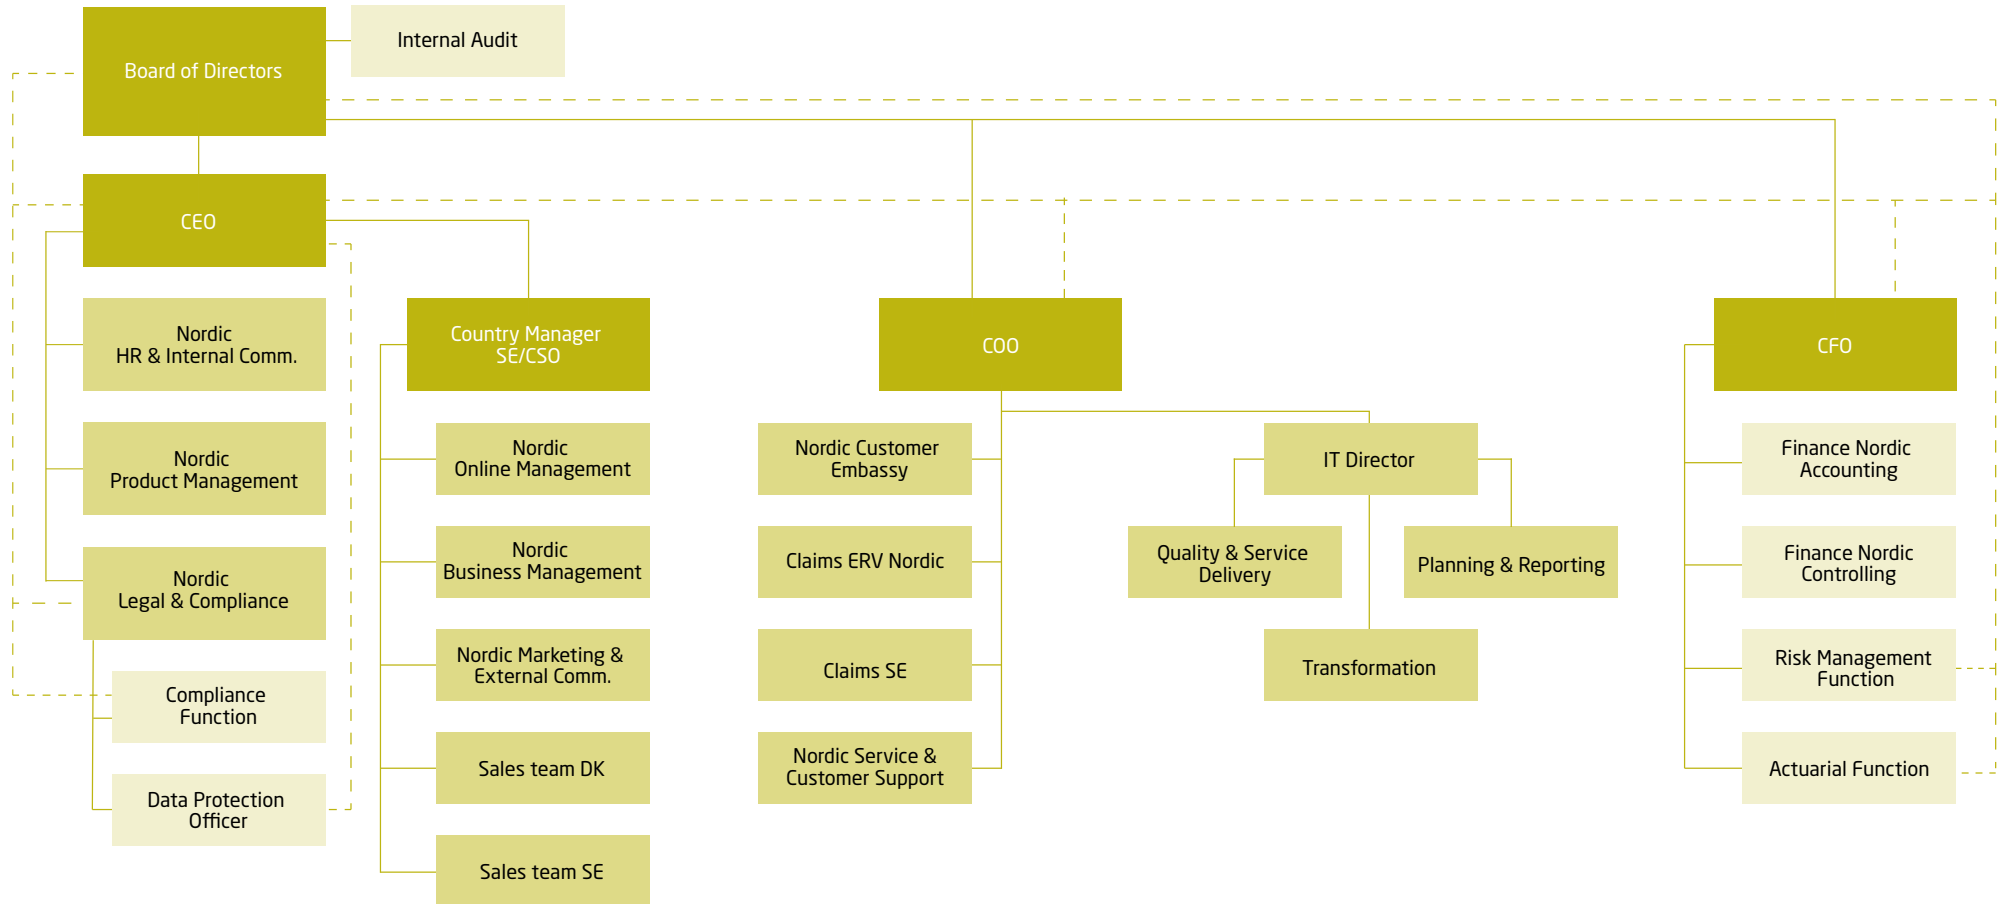 Board of Directors
Internal Audit
CEO
Nordic
HR & Internal Comm.
Nordic
Product Management
Nordic
Legal & Compliance
Compliance
Function
Data Protection
Officer
Country Manager
SE/CSO
Nordic
Online Management
Nordic
Business Management
Nordic Marketing &
External Comm.
Sales team DK
Sales team SE
COO
Nordic Customer
Embassy
Claims ERV Nordic
Claims SE
Nordic Service &
Customer Support
IT Director
Quality & Service
Delivery
Planning & Reporting
Transformation
CFO
Finance Nordic
Accounting
Finance Nordic
Controlling
Risk Management
Function
Actuarial Function